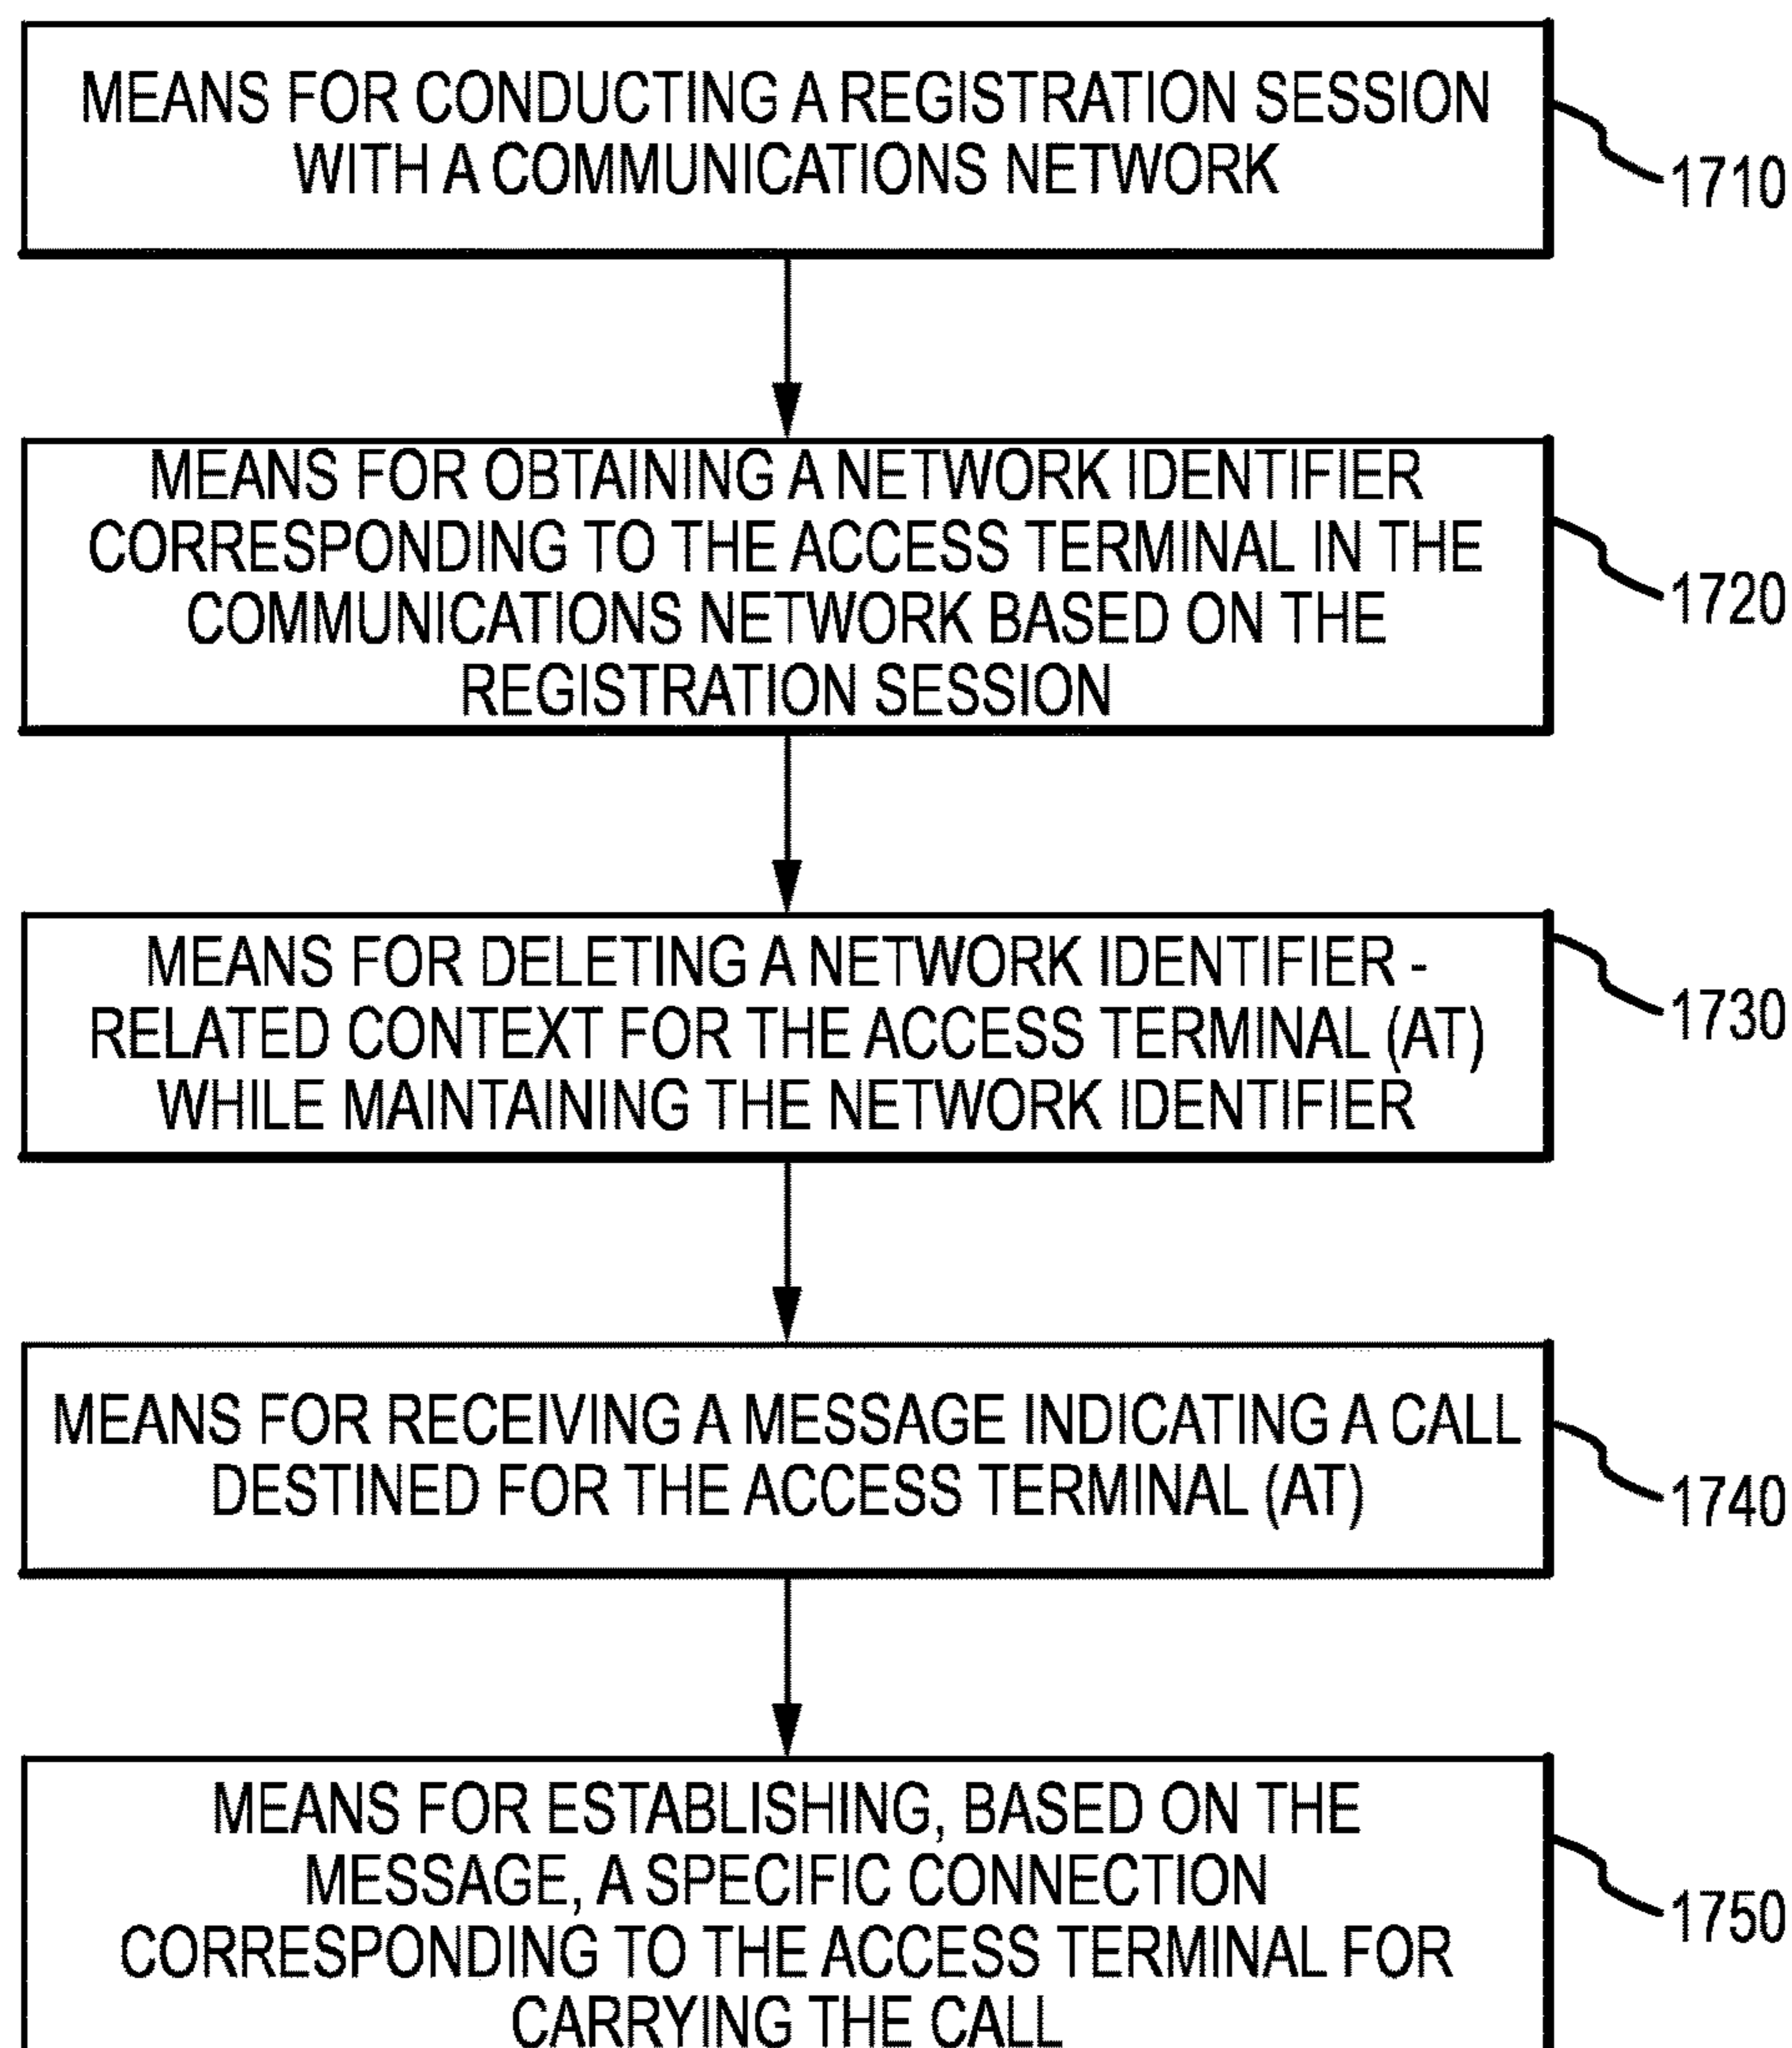 MEANS FOR CONDUCTING A REGISTRATION SESSION
WITH A COMMUNICATIONS NETWORK
1710
MEANS FOR OBTAINING A NETWORK IDENTIFIER
CORRESPONDING TO THE ACCESS TERMINAL IN THE
COMMUNICATIONS NETWORK BASED ON THE
REGISTRATION SESSION
1720
MEANS FOR DELETING A NETWORK IDENTIFIER -
RELATED CONTEXT FOR THE ACCESS TERMINAL (AT)
WHILE MAINTAINING THE NETWORK IDENTIFIER
1730
MEANS FOR RECEIVING A MESSAGE INDICATING A CALL
DESTINED FOR THE ACCESS TERMINAL (AT)
1740
MEANS FOR ESTABLISHING, BASED ON THE
MESSAGE, A SPECIFIC CONNECTION
CORRESPONDING TO THE ACCESS TERMINAL FOR
CARRYING THE CALL
1750